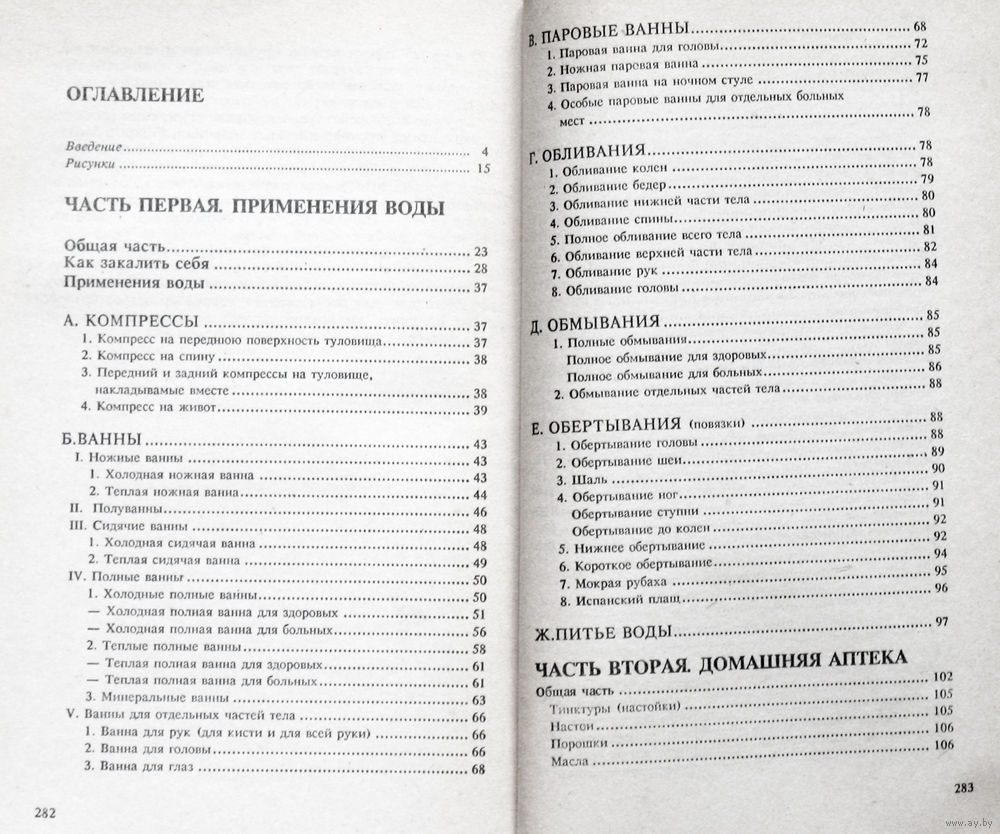 ОГЛАВЛЕНИЕ
Введение 4
Рисунки 15
ЧАСТЬ ПЕРВАЯ. ПРИМЕНЕНИЯ ВОДЫ
Общая часть 23
Как закалить себя 28
Применения воды 37
А. КОМПРЕССЫ 37
1. Компресс на переднюю поверхность туловища 37
2. Компресс на спину 38
3. Передний и задний компрессы на туловище,
накладывамые вместе 38
4. Компресс на живот 39
Б.ВАННЫ 43
I. Ножные ванны 43
1. Холодная ножная ванна 43
2. Теплая ножная ванна 44
II. Полуванны 46
III. Сидячие ванны 48
1. Холодная сидячая ванна 48
2. Теплая сидячая ванна 49
IV. Полные ванны 50
1. Холодные полные ванны 50
— Холодная полная ванна для здоровых 51
— Холодная полная ванна для больных 56
2. Теплые полные ванны 58
— Теплая полная ванна для здоровых 61
— Теплая полная ванна для больных 61
3. Минеральные ванны 63
V. Ванны для отдельных частей тела 66
1. Ванна для рук (для кисти и для всей руки) 66
2. Ванна для головы 66
3. Ванна для глаз 68
282
В. ПАРОВЫЕ ВАННЫ 68
1. Паровая ванна для головы 72
2. Ножная паровая ванна 75
3. Паровая ванна на ночном стуле 77
4. Особые паровые ванны для отдельных больных
мест 78
Г. ОБЛИВАНИЯ 78
1. Обливание колен 78
2. Обливание бедер 79
3. Обливание нижней части тела 80
4. Обливание спины 80
5. Полное обливание всего тела 81
6. Обливание верхней части тела 82
7. Обливание рук 84
8. Обливание головы 84
Д. ОБМЫВАНИЯ 85
1. Полные обмывания 85
Полное обмывание для здоровых 85
Полное обмывание для больных 86
2. Обмывание отдельных частей тела 88
Е. ОБЕРТЫВАНИЯ (повязки) 88
1. Обертывание головы 88
2. Обертывание шеи 89
3. Шаль 90
4. Обертывание ног 91
Обертывание ступни 91
Обертывание до колен 92
5. Нижнее обертывание 92
6. Короткое обертывание 94
7. Мокрая рубаха 95
8. Испанский плащ 96
Ж.ПИТЬЕ ВОДЫ 97
ЧАСТЬ ВТОРАЯ. ДОМАШНЯЯ АПТЕКА
Общая часть 102
Тинктуры (настойки) 105
Настои 105
Порошки 106
Масла 106
283
www.ay.by